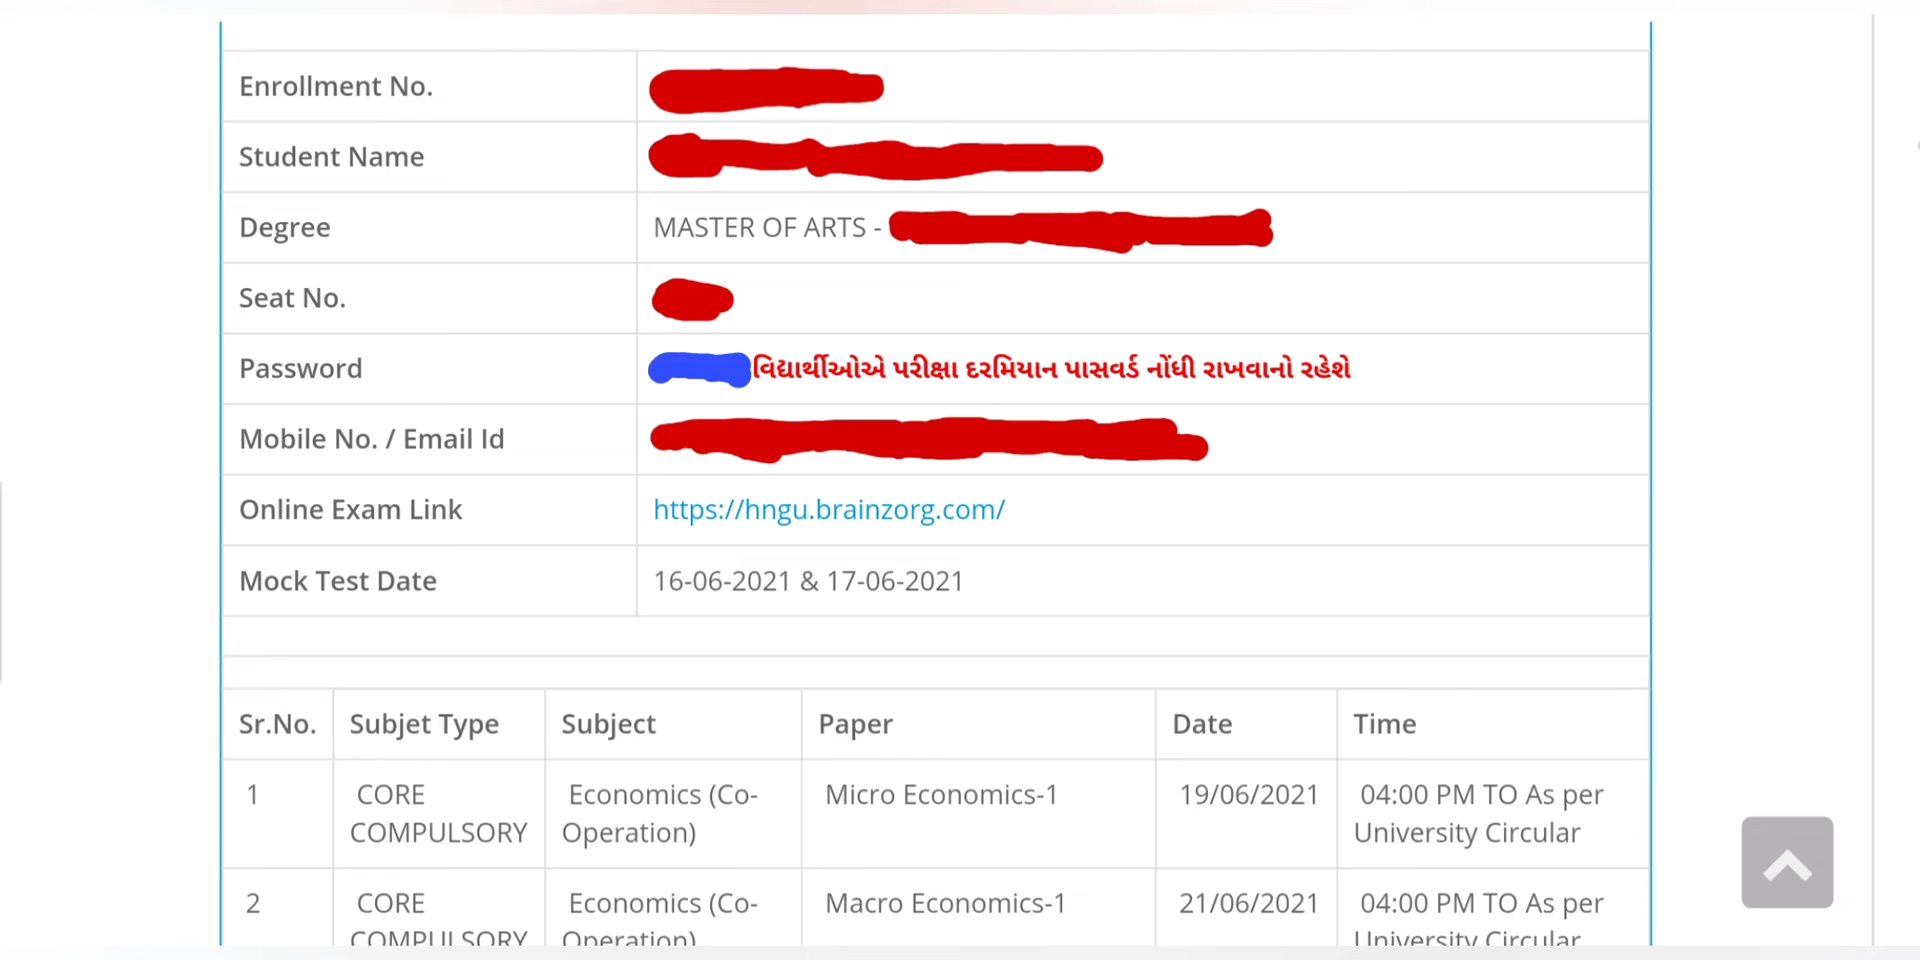 Enrollment No.
Student Name
Degree MASTER OF ARTS -
Seat No.
Password વિદ્યાર્થીઓએ પરીક્ષા દરમિયાન પાસવર્ડ નોંધી રાખવાનો રહેશે
Mobile No. / Email Id
Online Exam Link https://hngu.brainzorg.com/
Mock Test Date 16-06-2021 & 17-06-2021
Sr.No. Subjet Type Subject Paper Date Time
1 CORE Economics (Co- Micro Economics-1 19/06/2021 04:00 PM TO As per
COMPULSORY Operation) University Circular
2 CORE Economics (Co- Macro Economics-1 21/06/2021 04:00 PM TO As per
COMPULSORY Operation) University Circular